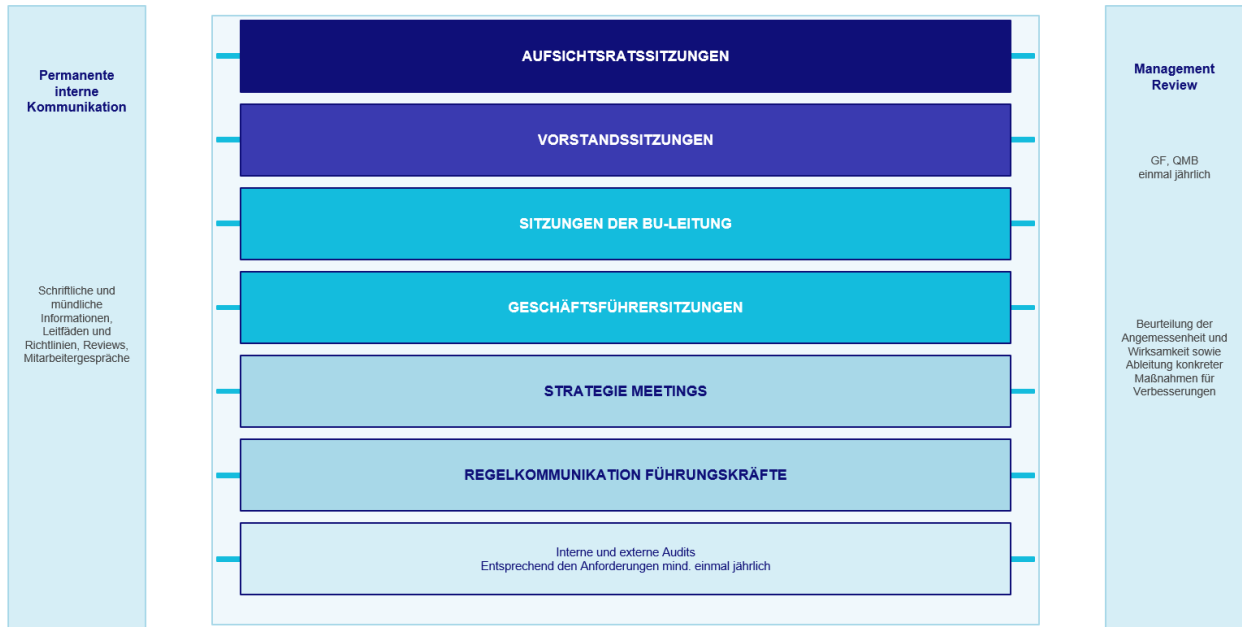 Permanente
interne
Kommunikation
Schriftliche und
mündliche
Informationen,
Leitfäden und
Richtlinien, Reviews,
Mitarbeitergespräche
AUFSICHTSRATSSITZUNGEN
VORSTANDSSITZUNGEN
SITZUNGEN DER BU-LEITUNG
GESCHÄFTSFÜHRERSITZUNGEN
STRATEGIE MEETINGS
REGELKOMMUNIKATION FÜHRUNGSKRÄFTE
Interne und externe Audits
Entsprechend den Anforderungen mind. einmal jährlich
Management
Review
GF, QMB
einmal jährlich
Beurteilung der
Angemessenheit und
Wirksamkeit sowie
Ableitung konkreter
Maßnahmen für
Verbesserungen